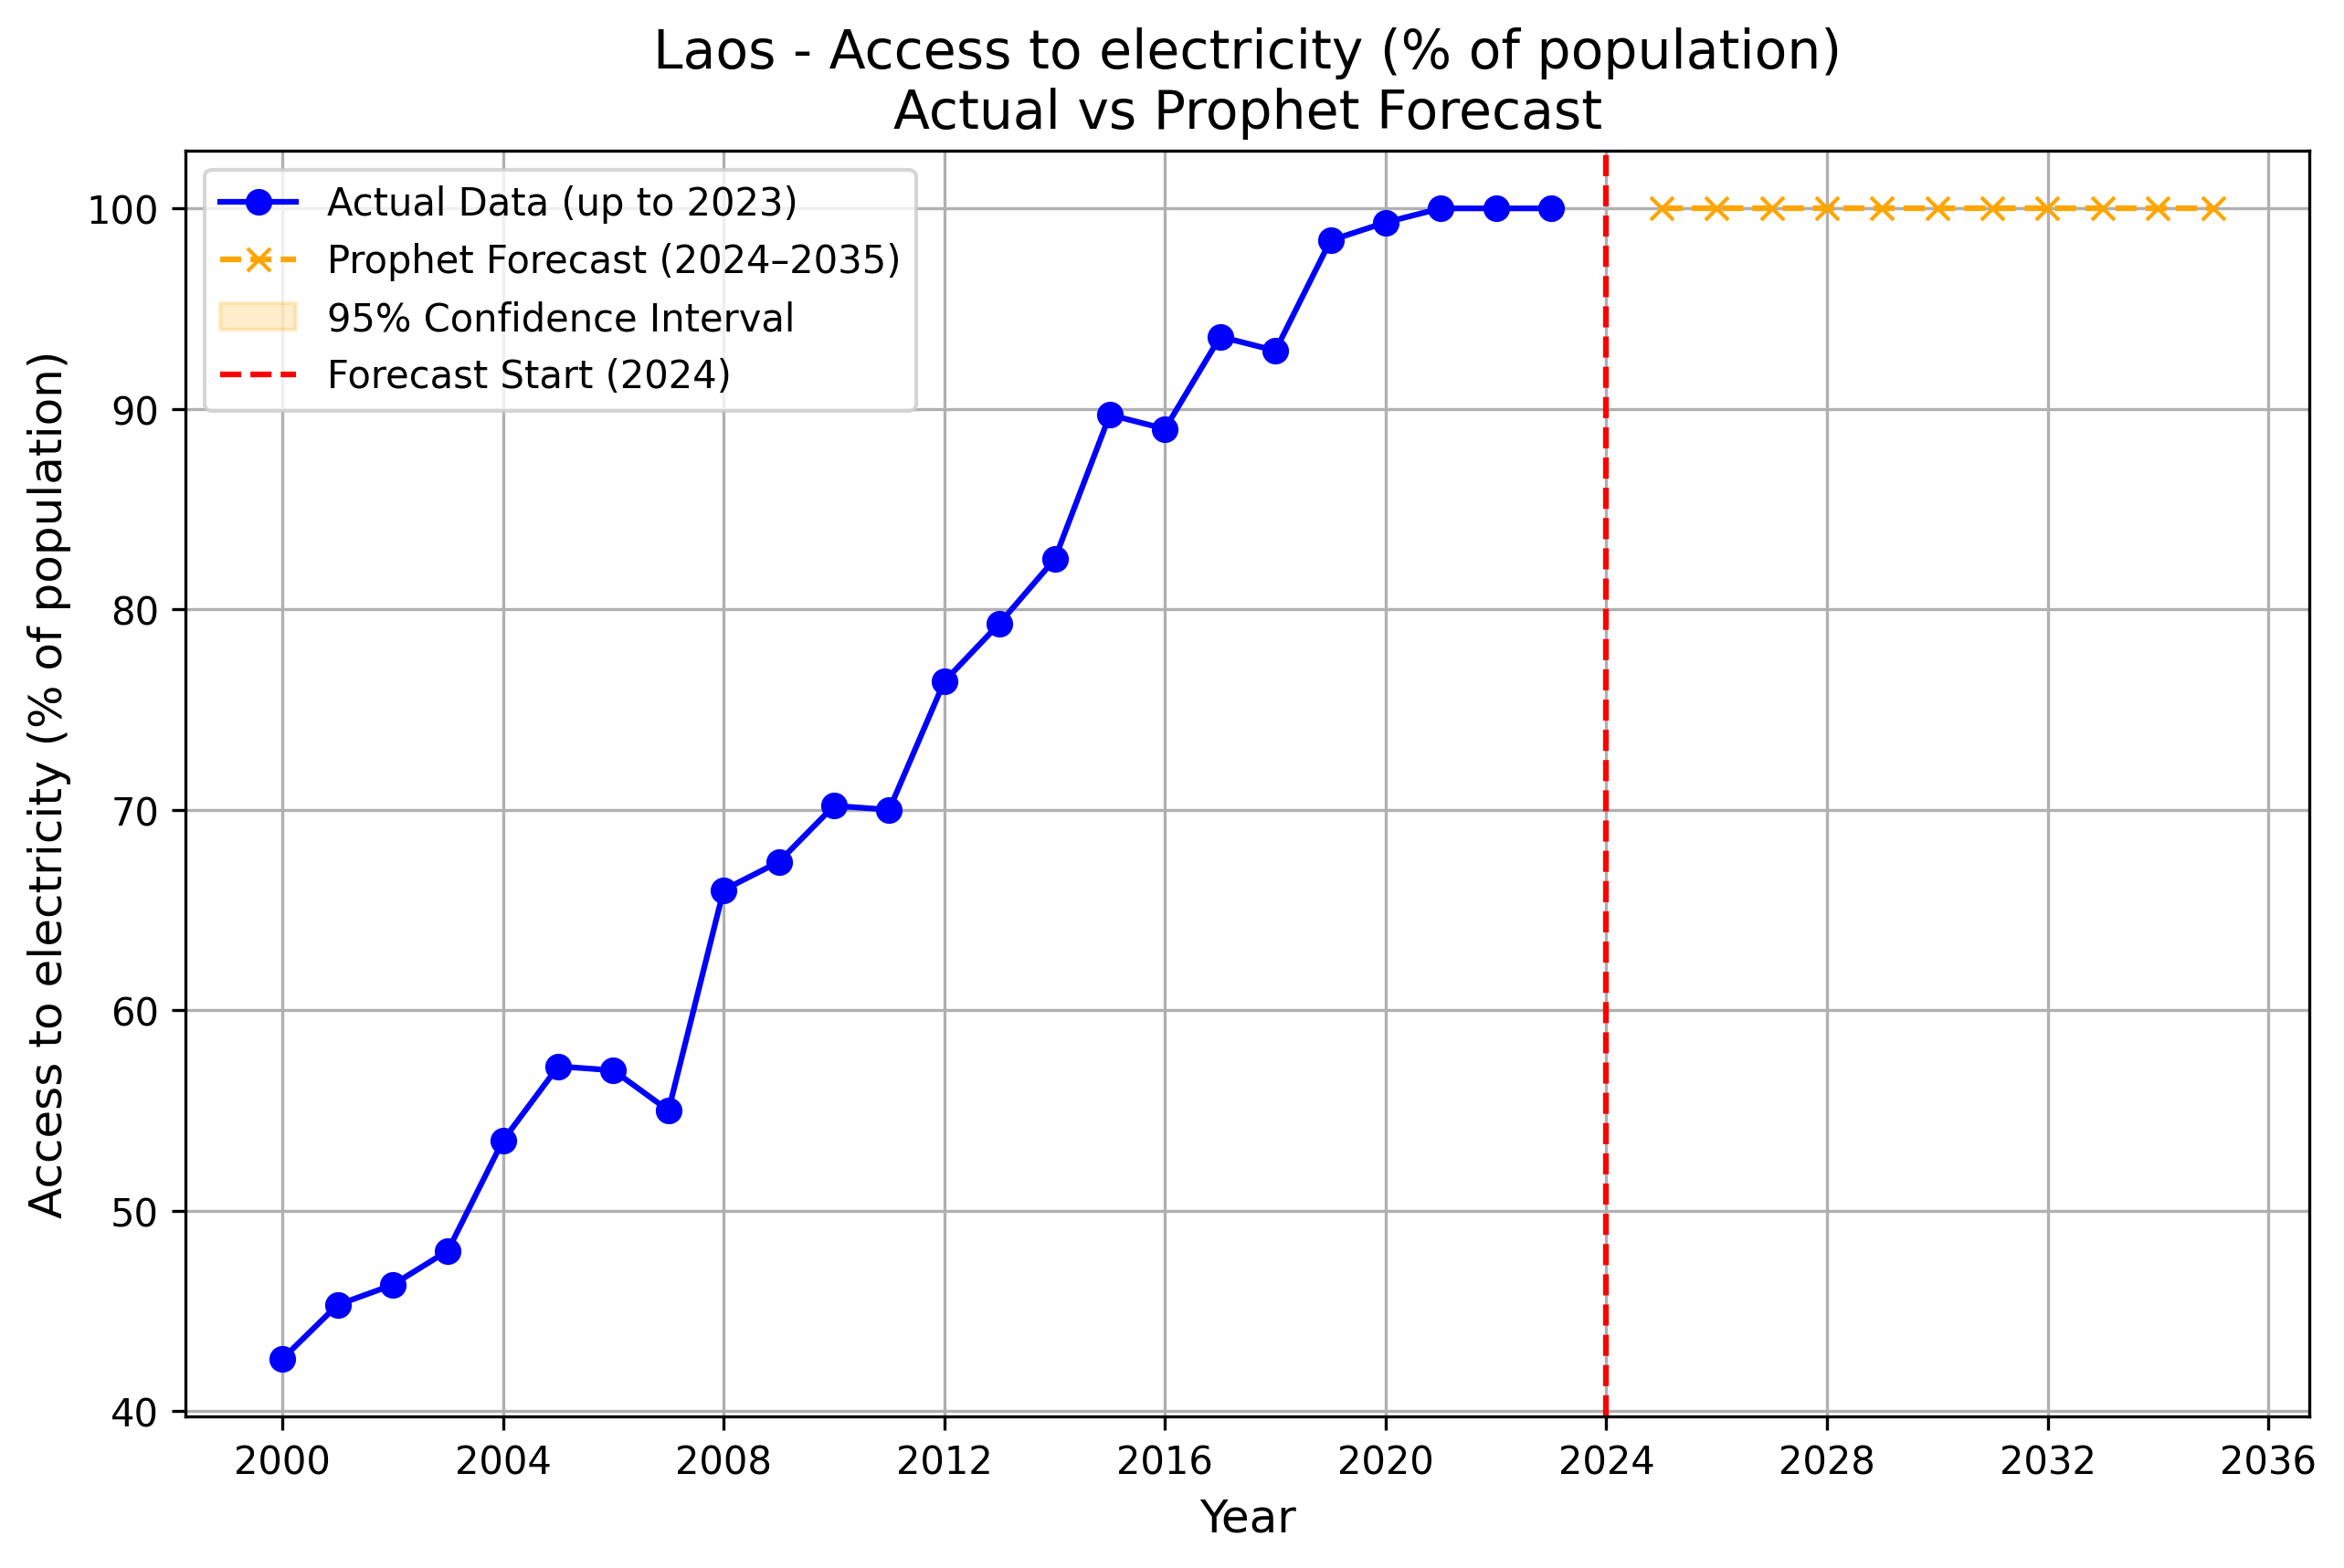 Laos - Access to electricity (% of population)
Actual vs Prophet Forecast
Actual Data (up to 2023)
Prophet Forecast (2024–2035)
95% Confidence Interval
Forecast Start (2024)
Access to electricity (% of population)
100
90
80
70
60
50
40
2000 2004 2008 2012 2016 2020 2024 2028 2032 2036
Year